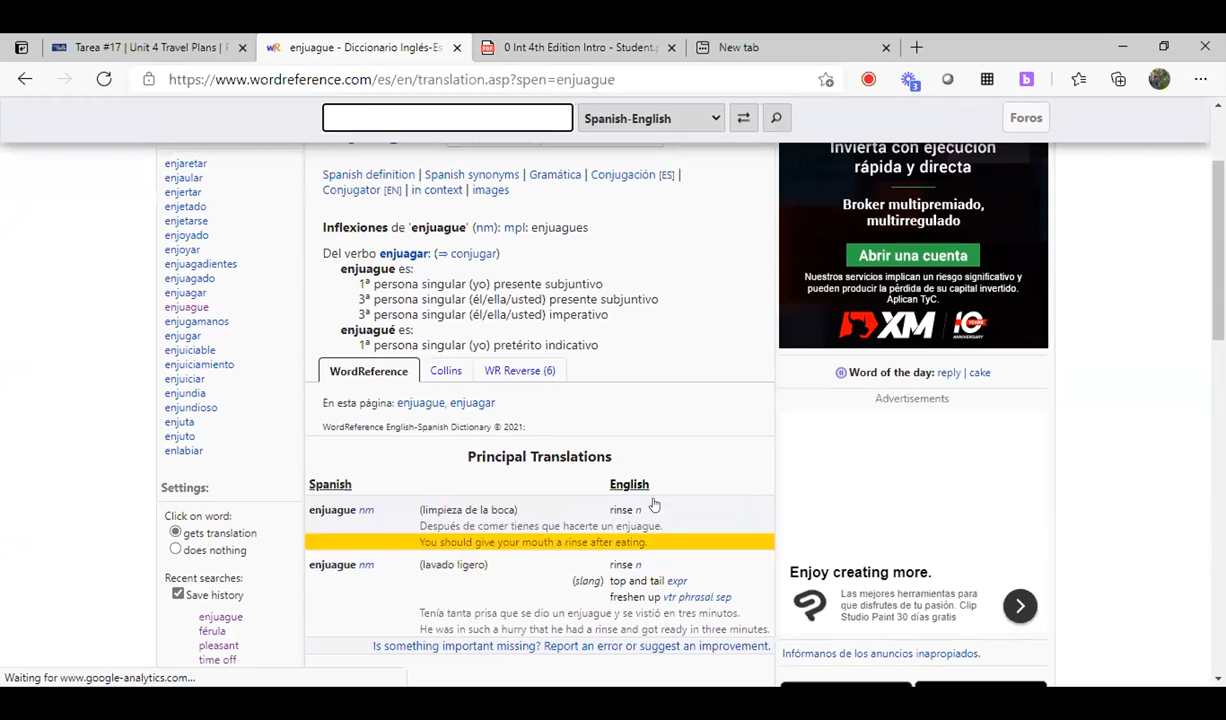 Tarea #17 | Unit 4 Travel Plans |
enjuague - Diccionario Inglés-Es
0 Int 4th Edition Intro - Student.p
New tab
https://www.wordreference.com/es/en/translation.asp?spen=enjuague
3
Spanish-English
Foros
enjaretar
enjaular
enjertar
enjetado
enjetarse
enjoyado
enjoyar
enjuagadientes
enjuagado
enjuagar
enjuague
enjugamanos
enjugar
enjuiciable
enjuiciamiento
enjuiciar
enjundia
enjundioso
enjuta
enjuto
enlabiar
Settings:
Click on word:
gets translation
does nothing
Recent searches:
Save history
enjuague
férula
pleasant
time off
Spanish definition | Spanish synonyms | Gramática | Conjugación [ES] |
Conjugator [EN] | in context | images
Inflexiones de 'enjuague' (nm): mpl: enjuagues
Del verbo enjuagar: (⇒ conjugar)
enjuague es:
1ª persona singular (yo) presente subjuntivo
3ª persona singular (él/ella/usted) presente subjuntivo
3ª persona singular (él/ella/usted) imperativo
enjuagué es:
1ª persona singular (yo) pretérito indicativo
WordReference Collins WR Reverse (6)
En esta página: enjuague, enjuagar
WordReference English-Spanish Dictionary © 2021:
Principal Translations
Spanish English
enjuague nm (limpieza de la boca) rinse n
Después de comer tienes que hacerte un enjuague.
You should give your mouth a rinse after eating.
enjuague nm (lavado ligero) rinse n
(slang) top and tail expr
freshen up vtr phrasal sep
Tenía tanta prisa que se dio un enjuague y se vistió en tres minutos.
He was in such a hurry that he had a rinse and got ready in three minutes.
Is something important missing? Report an error or suggest an improvement.
Invierta con ejecución
rápida y directa
Broker multipremiado,
multirregulado
Abrir una cuenta
Nuestros servicios implican un riesgo significativo y
pueden producir la pérdida de su capital invertido.
Aplican TyC.
XM 10
Word of the day: reply | cake
Advertisements
Enjoy creating more.
Las mejores herramientas para
que disfrutes de tu pasión. Clip
Studio Paint 30 días gratis
Infórmanos de los anuncios inapropiados.
Waiting for www.google-analytics.com...